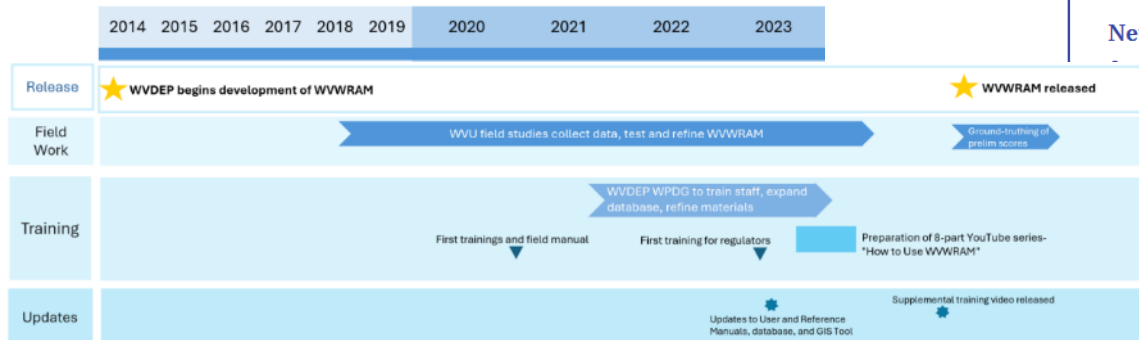 2014 2015 2016 2017 2018 2019 2020 2021 2022 2023
Release
WVDEP begins development of WVWRAM
WVWRAM released
Field
Work
WVU field studies collect data, test and refine WVWRAM
Ground-truthing of
prelim scores
Training
WVDEP WPDG to train staff, expand
database, refine materials
First trainings and field manual
First training for regulators
Preparation of 8-part YouTube series-
"How to Use WVWRAM"
Updates
Updates to User and Reference
Manuals, database, and GIS Tool
Supplemental training video released